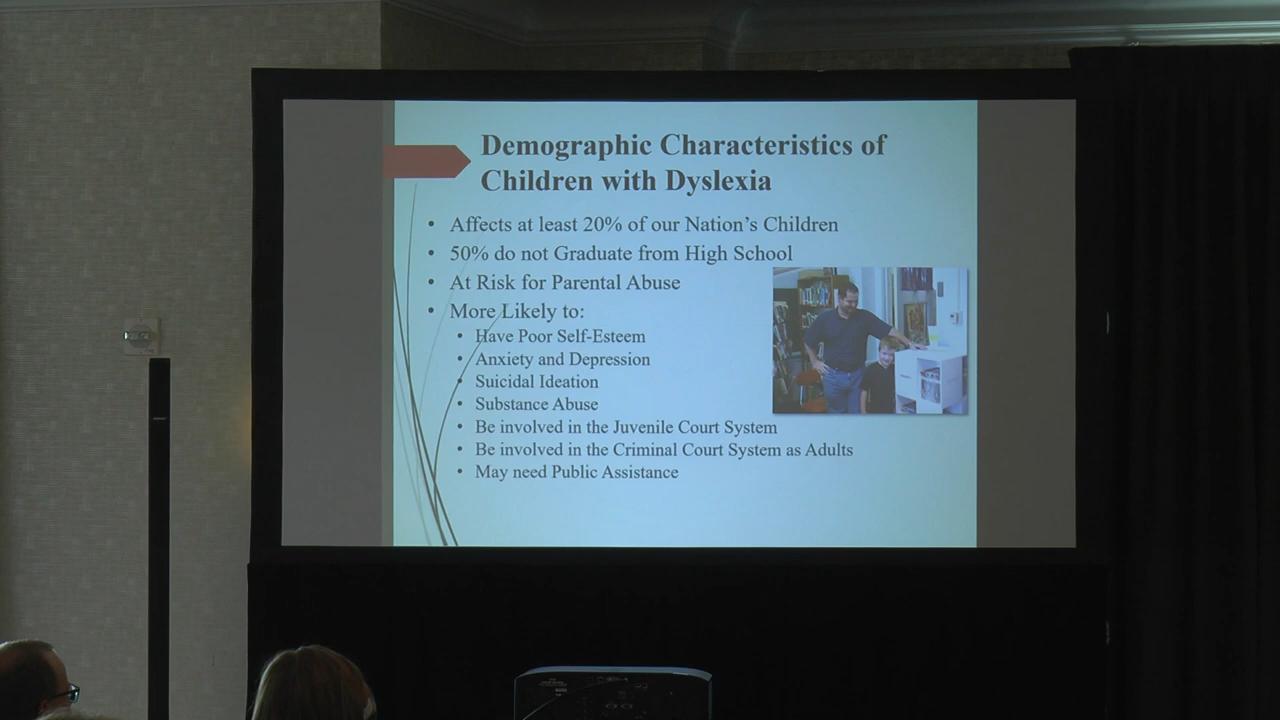 Demographic Characteristics of
Children with Dyslexia
• Affects at least 20% of our Nation's Children
• 50% do not Graduate from High School
• At Risk for Parental Abuse
• More Likely to:
• Have Poor Self-Esteem
• Anxiety and Depression
• Suicidal Ideation
• Substance Abuse
• Be involved in the Juvenile Court System
• Be involved in the Criminal Court System as Adults
• May need Public Assistance